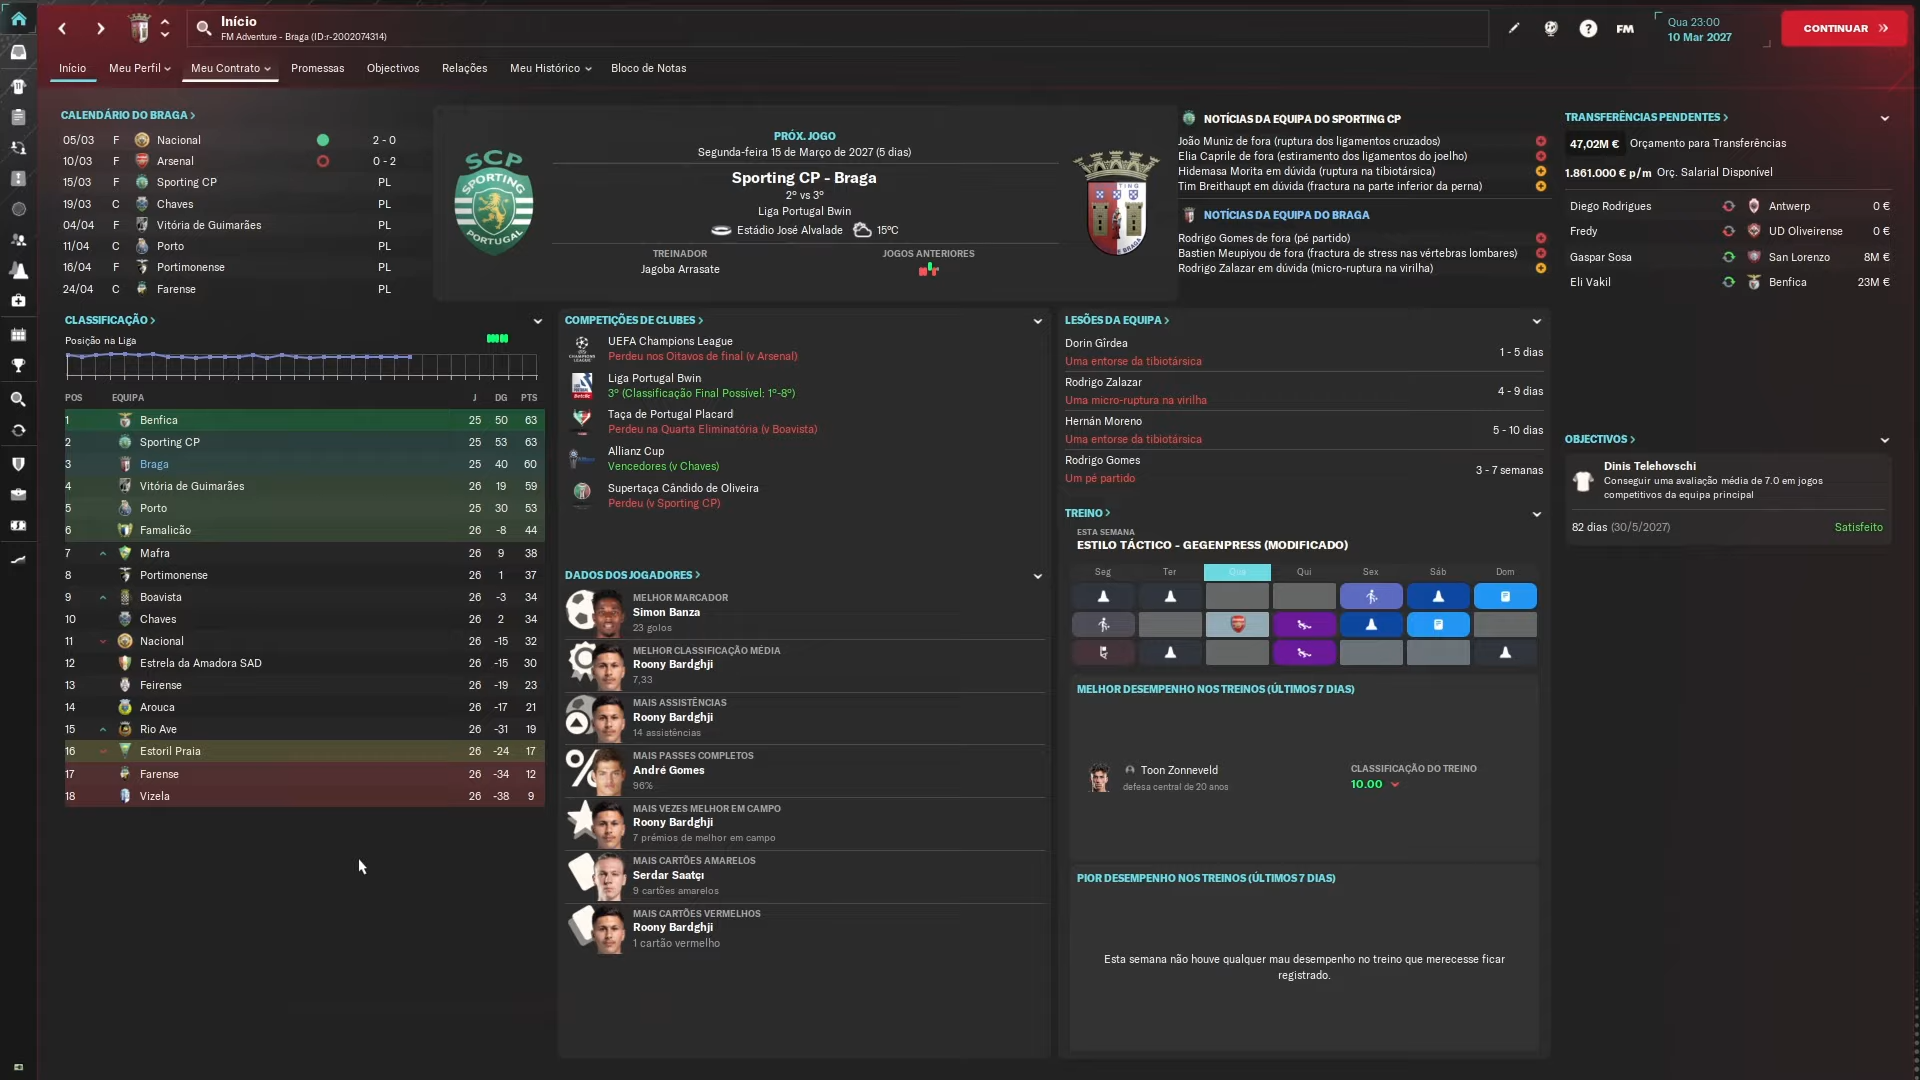 Início
FM Adventure - Braga (ID:r-2002074314)
FM
Qua 23:00
10 Mar 2027
CONTINUAR
Início
Meu Perfil
Meu Contrato
Promessas
Objectivos
Relações
Meu Histórico
Bloco de Notas
CALENDÁRIO DO BRAGA
05/03 F Nacional 2 - 0
10/03 F Arsenal 0 - 2
15/03 F Sporting CP PL
19/03 C Chaves PL
04/04 F Vitória de Guimarães PL
11/04 C Porto PL
16/04 F Portimonense PL
24/04 C Farense PL
SCP
SPORTING
PORTUGAL
PRÓX. JOGO
Segunda-feira 15 de Março de 2027 (5 dias)
Sporting CP - Braga
2º vs 3º
Liga Portugal Bwin
Estádio José Alvalade 15ºC
TREINADOR
Jagoba Arrasate
JOGOS ANTERIORES
NOTÍCIAS DA EQUIPA DO SPORTING CP
João Muniz de fora (ruptura dos ligamentos cruzados)
Elia Caprile de fora (estiramento dos ligamentos do joelho)
Hidemasa Morita em dúvida (ruptura na tibiotársica)
Tim Breithaupt em dúvida (fractura na parte inferior da perna)
NOTÍCIAS DA EQUIPA DO BRAGA
Rodrigo Gomes de fora (pé partido)
Bastien Meupiyou de fora (fractura de stress nas vértebras lombares)
Rodrigo Zalazar em dúvida (micro-ruptura na virilha)
TRANSFERÊNCIAS PENDENTES
47,02M € Orçamento para Transferências
1.861.000 € p/m Orç. Salarial Disponível
Diego Rodrigues Antwerp 0 €
Fredy UD Oliveirense 0 €
Gaspar Sosa San Lorenzo 8M €
Eli Vakil Benfica 23M €
CLASSIFICAÇÃO
Posição na Liga
POS EQUIPA J DG PTS
1 Benfica 25 50 63
2 Sporting CP 25 53 63
3 Braga 25 40 60
4 Vitória de Guimarães 26 19 59
5 Porto 25 30 53
6 Famalicão 26 -8 44
7 Mafra 26 9 38
8 Portimonense 26 1 37
9 Boavista 26 -3 34
10 Chaves 26 2 34
11 Nacional 26 -15 32
12 Estrela da Amadora SAD 26 -15 30
13 Feirense 26 -19 23
14 Arouca 26 -17 21
15 Rio Ave 26 -31 19
16 Estoril Praia 26 -24 17
17 Farense 26 -34 12
18 Vizela 26 -38 9
COMPETIÇÕES DE CLUBES
UEFA Champions League
Perdeu nos Oitavos de final (v Arsenal)
Liga Portugal Bwin
3º (Classificação Final Possível: 1º-8º)
Taça de Portugal Placard
Perdeu na Quarta Eliminatória (v Boavista)
Allianz Cup
Vencedores (v Chaves)
Supertaça Cândido de Oliveira
Perdeu (v Sporting CP)
DADOS DOS JOGADORES
MELHOR MARCADOR
Simon Banza
23 golos
MELHOR CLASSIFICAÇÃO MÉDIA
Roony Bardghji
7,33
MAIS ASSISTÊNCIAS
Roony Bardghji
14 assistências
MAIS PASSES COMPLETOS
André Gomes
96%
MAIS VEZES MELHOR EM CAMPO
Roony Bardghji
7 prémios de melhor em campo
MAIS CARTÕES AMARELOS
Serdar Saatçı
9 cartões amarelos
MAIS CARTÕES VERMELHOS
Roony Bardghji
1 cartão vermelho
LESÕES DA EQUIPA
Dorin Gîrdea
Uma entorse da tibiotársica
1 - 5 dias
Rodrigo Zalazar
Uma micro-ruptura na virilha
4 - 9 dias
Hernán Moreno
Uma entorse da tibiotársica
5 - 10 dias
Rodrigo Gomes
Um pé partido
3 - 7 semanas
TREINO
ESTA SEMANA
ESTILO TÁCTICO - GEGENPRESS (MODIFICADO)
Seg Ter Qua Qui Sex Sáb Dom
MELHOR DESEMPENHO NOS TREINOS (ÚLTIMOS 7 DIAS)
Toon Zonneveld
defesa central de 20 anos
CLASSIFICAÇÃO DO TREINO
10.00
PIOR DESEMPENHO NOS TREINOS (ÚLTIMOS 7 DIAS)
Esta semana não houve qualquer mau desempenho no treino que merecesse ficar
registrado.
OBJECTIVOS
Dinis Telehovschi
Conseguir uma avaliação média de 7.0 em jogos
competitivos da equipa principal
82 dias (30/5/2027) Satisfeito